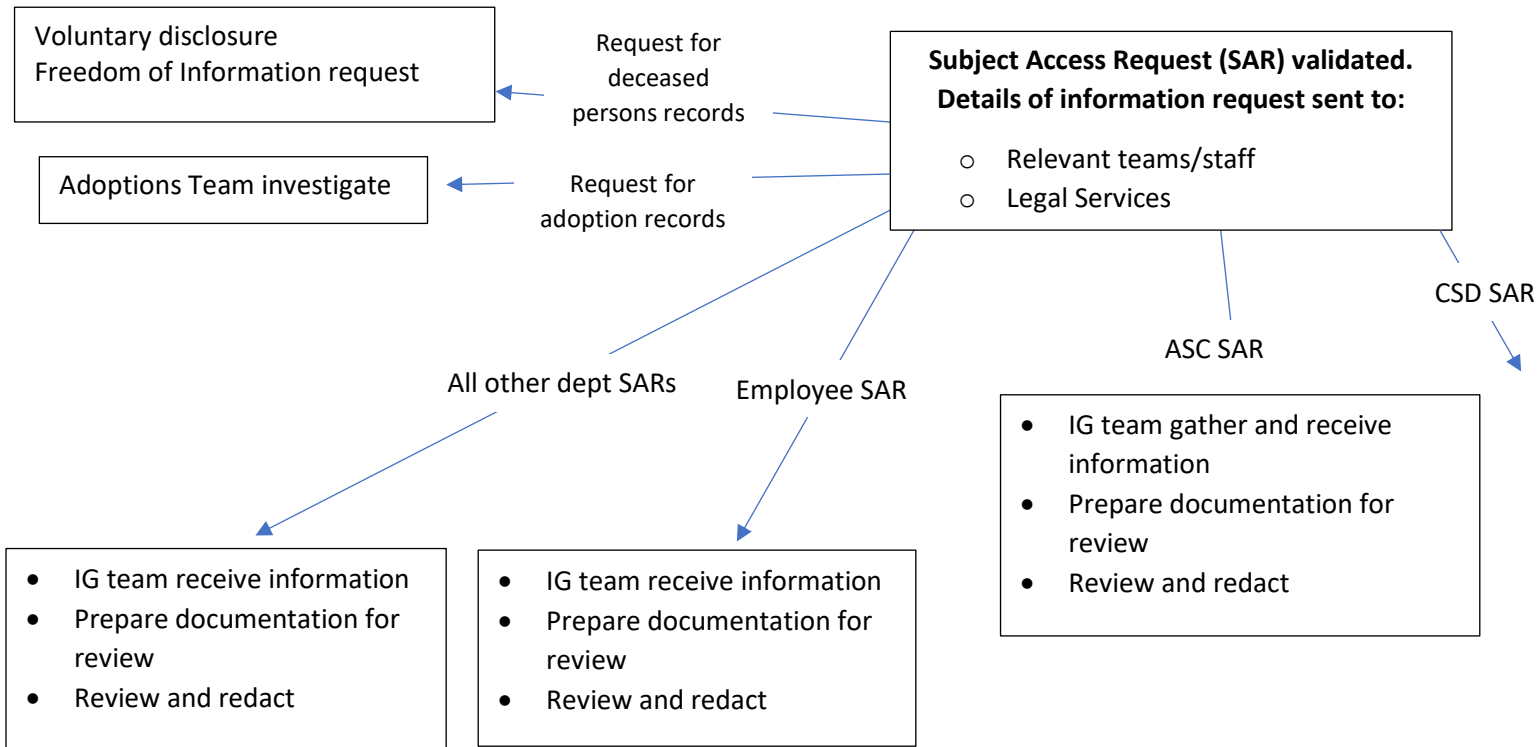 Voluntary disclosure
Freedom of Information request
Request for
deceased
persons records
Subject Access Request (SAR) validated.
Details of information request sent to:
o Relevant teams/staff
o Legal Services
Adoptions Team investigate
Request for
adoption records
CSD SAR
ASC SAR
All other dept SARs
Employee SAR
• IG team gather and receive
information
• Prepare documentation for
review
• Review and redact
• IG team receive information
• Prepare documentation for
review
• Review and redact
• IG team receive information
• Prepare documentation for
review
• Review and redact